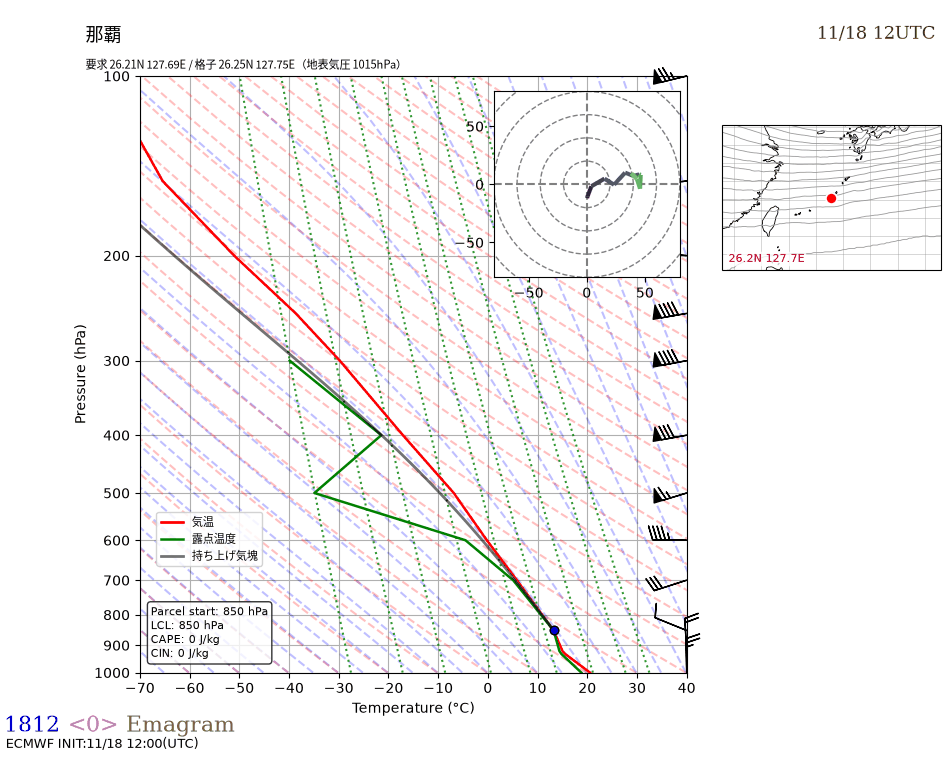 那覇
11/18 12UTC
要求 26.21N 127.69E / 格子 26.25N 127.75E（地表気圧 1015hPa）
100
200
300
400
500
600
700
800
900
1000
Pressure (hPa)
50
0
−50
−50 0 50
26.2N 127.7E
気温
露点温度
持ち上げ気塊
Parcel start: 850 hPa
LCL: 850 hPa
CAPE: 0 J/kg
CIN: 0 J/kg
−70 −60 −50 −40 −30 −20 −10 0 10 20 30 40
Temperature (°C)
1812 <0> Emagram
ECMWF INIT:11/18 12:00(UTC)